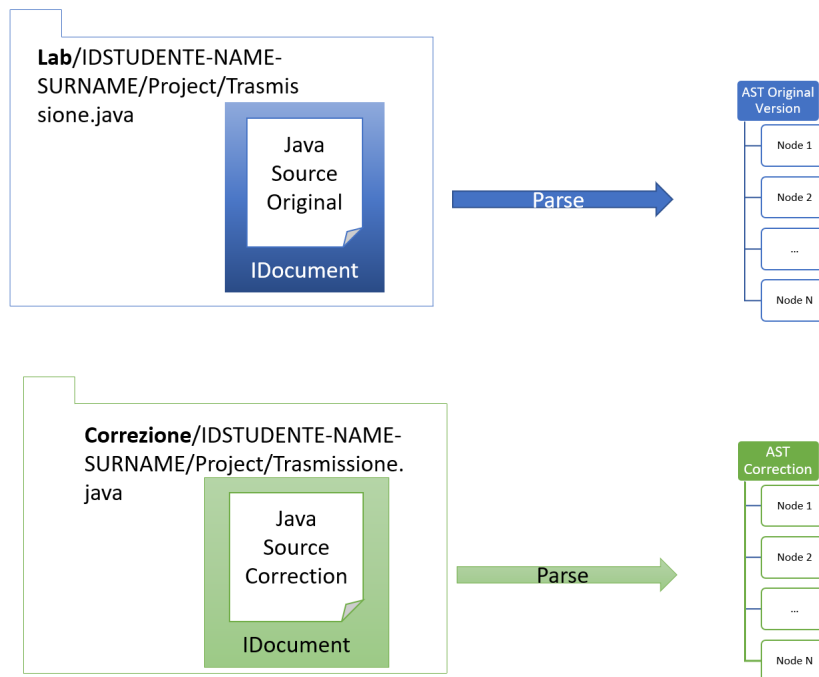 Lab/IDSTUDENTE-NAME-
SURNAME/Project/Trasmis
sione.java
Java
Source
Original
IDocument
Parse
AST Original
Version
Node 1
Node 2
...
Node N
Correzione/IDSTUDENTE-NAME-
SURNAME/Project/Trasmissione.
java
Java
Source
Correction
IDocument
Parse
AST
Correction
Node 1
Node 2
...
Node N